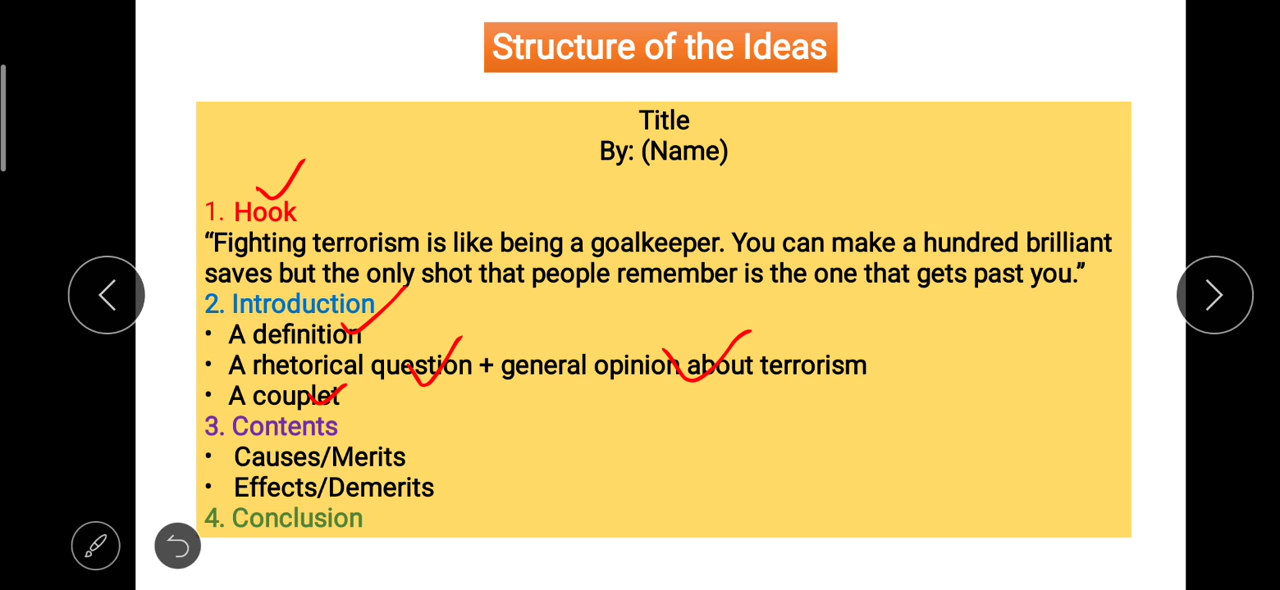 Structure of the Ideas
Title
By: (Name)
1. Hook
“Fighting terrorism is like being a goalkeeper. You can make a hundred brilliant
saves but the only shot that people remember is the one that gets past you.”
2. Introduction
• A definition
• A rhetorical question + general opinion about terrorism
• A couplet
3. Contents
• Causes/Merits
• Effects/Demerits
4. Conclusion